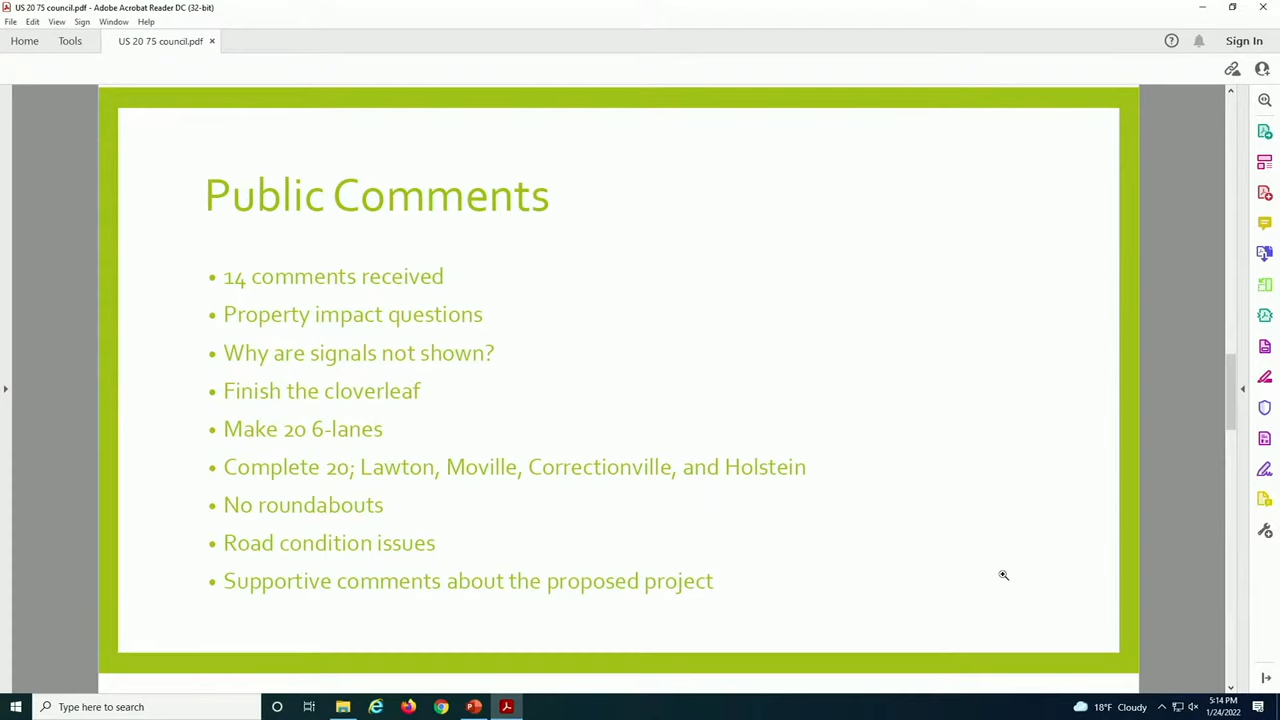 US 20 75 council.pdf - Adobe Acrobat Reader DC (32-bit)
File Edit View Sign Window Help
Home Tools US 20 75 council.pdf × Sign In
Public Comments
• 14 comments received
• Property impact questions
• Why are signals not shown?
• Finish the cloverleaf
• Make 20 6-lanes
• Complete 20; Lawton, Moville, Correctionville, and Holstein
• No roundabouts
• Road condition issues
• Supportive comments about the proposed project
Type here to search
18°F Cloudy
5:14 PM
1/24/2022